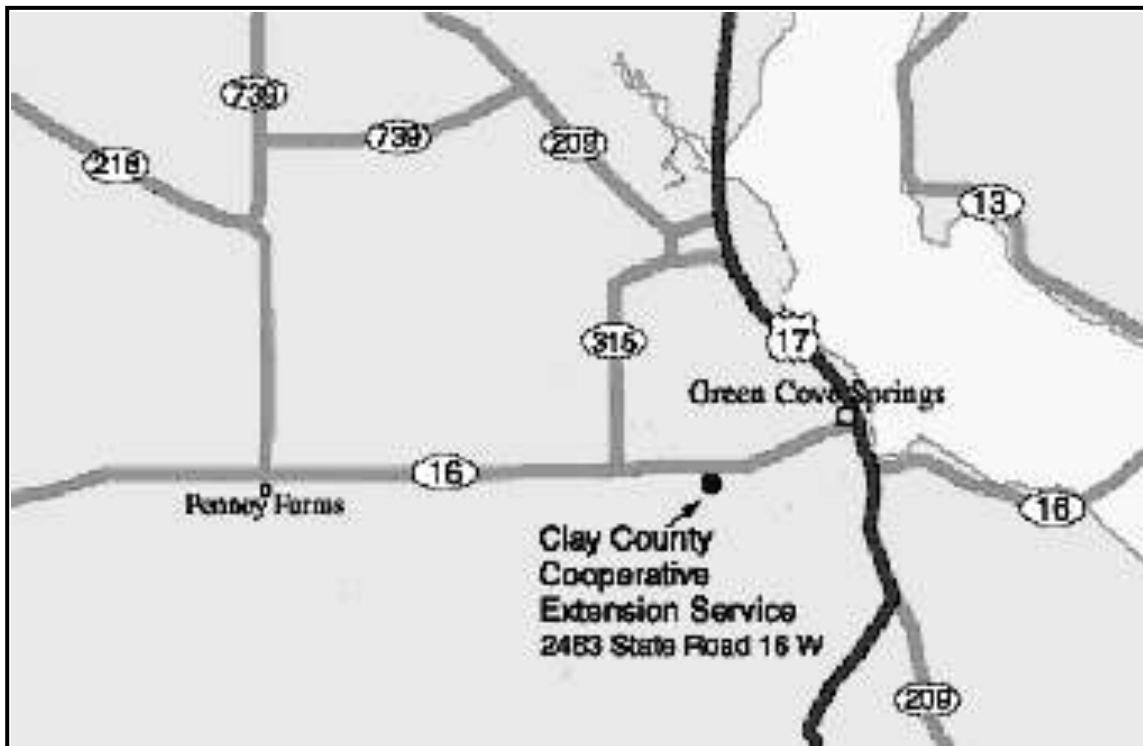 739
739
209
218
13
315
17
Green Cove Springs
16
Penney Farms
16
Clay County
Cooperative
Extension Service
2463 State Road 16 W
209